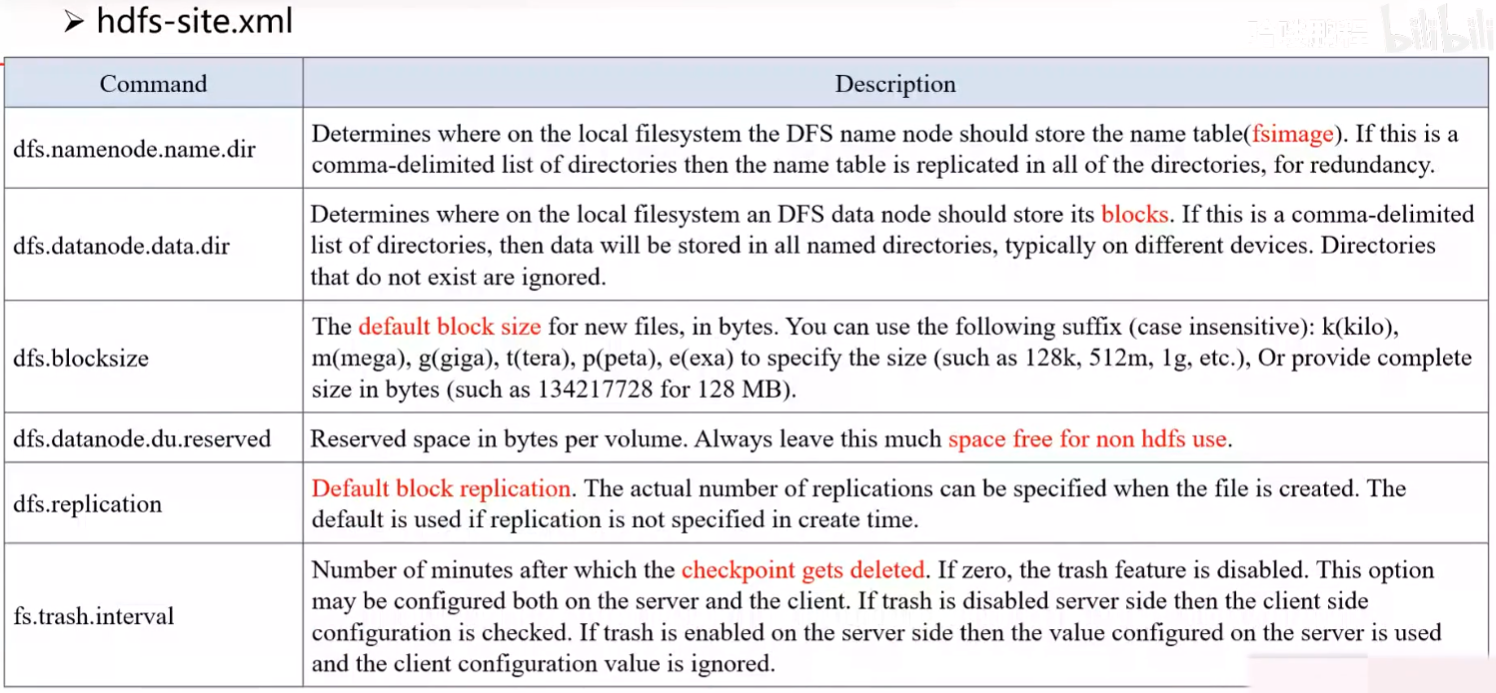 ➢ hdfs-site.xml
bilibili
Command
Description
dfs.namenode.name.dir
Determines where on the local filesystem the DFS name node should store the name table(fsimage). If this is a
comma-delimited list of directories then the name table is replicated in all of the directories, for redundancy.
dfs.datanode.data.dir
Determines where on the local filesystem an DFS data node should store its blocks. If this is a comma-delimited
list of directories, then data will be stored in all named directories, typically on different devices. Directories
that do not exist are ignored.
dfs.blocksize
The default block size for new files, in bytes. You can use the following suffix (case insensitive): k(kilo),
m(mega), g(giga), t(tera), p(peta), e(exa) to specify the size (such as 128k, 512m, 1g, etc.), Or provide complete
size in bytes (such as 134217728 for 128 MB).
dfs.datanode.du.reserved
Reserved space in bytes per volume. Always leave this much space free for non hdfs use.
dfs.replication
Default block replication. The actual number of replications can be specified when the file is created. The
default is used if replication is not specified in create time.
fs.trash.interval
Number of minutes after which the checkpoint gets deleted. If zero, the trash feature is disabled. This option
may be configured both on the server and the client. If trash is disabled server side then the client side
configuration is checked. If trash is enabled on the server side then the value configured on the server is used
and the client configuration value is ignored.